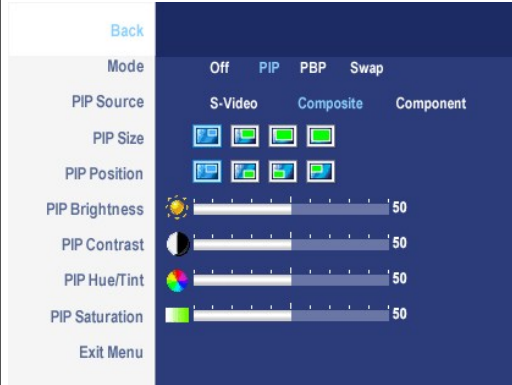 Back
Mode Off PIP PBP Swap
PIP Source S-Video Composite Component
PIP Size
PIP Position
PIP Brightness 50
PIP Contrast 50
PIP Hue/Tint 50
PIP Saturation 50
Exit Menu